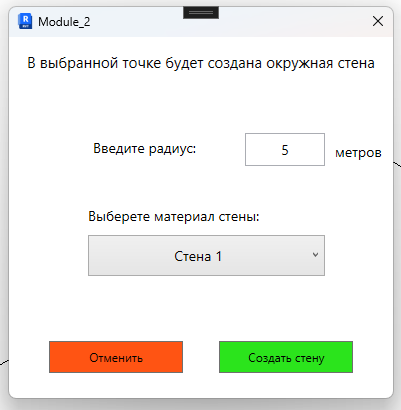 Module_2
В выбранной точке будет создана окружная стена
Введите радиус: 5 метров
Выберете материал стены:
Стена 1
Отменить Создать стену